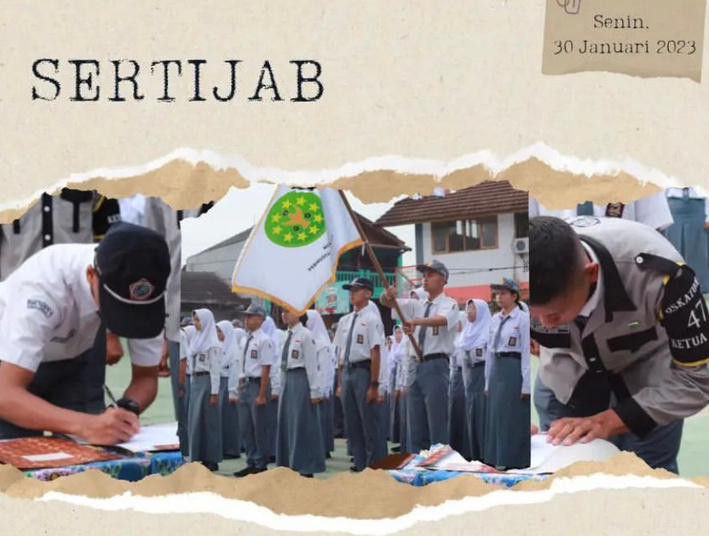 Senin,
30 Januari 2023
SERTIJAB
47
KETUA